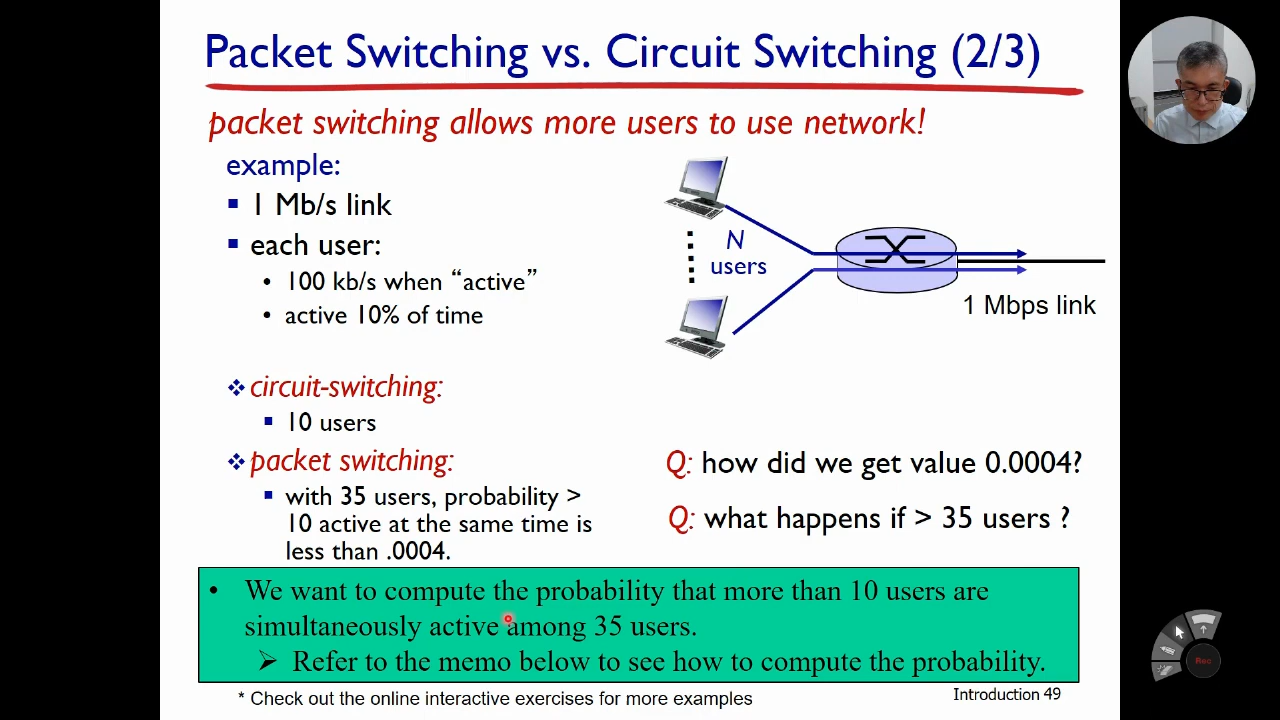 Packet Switching vs. Circuit Switching (2/3)
packet switching allows more users to use network!
example:
▪ 1 Mb/s link
▪ each user:
• 100 kb/s when “active”
• active 10% of time
N
users
1 Mbps link
❖ circuit-switching:
▪ 10 users
❖ packet switching:
▪ with 35 users, probability >
10 active at the same time is
less than .0004.
Q: how did we get value 0.0004?
Q: what happens if > 35 users ?
• We want to compute the probability that more than 10 users are
simultaneously active among 35 users.
➢ Refer to the memo below to see how to compute the probability.
* Check out the online interactive exercises for more examples
Introduction 49
Rec